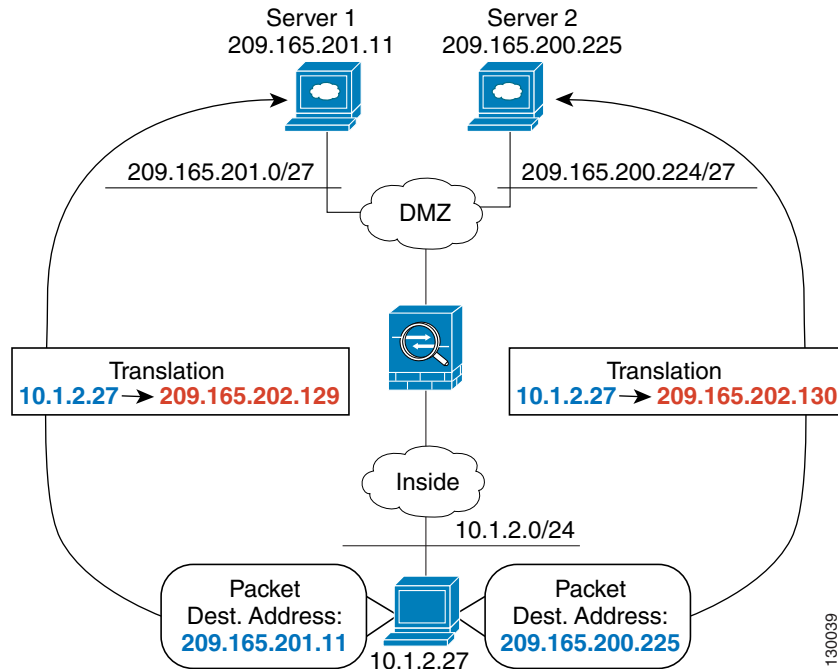 Server 1
209.165.201.11
Server 2
209.165.200.225
209.165.201.0/27
209.165.200.224/27
DMZ
Translation
10.1.2.27 → 209.165.202.129
Translation
10.1.2.27 → 209.165.202.130
Inside
10.1.2.0/24
Packet
Dest. Address:
209.165.201.11
Packet
Dest. Address:
209.165.200.225
10.1.2.27
130039